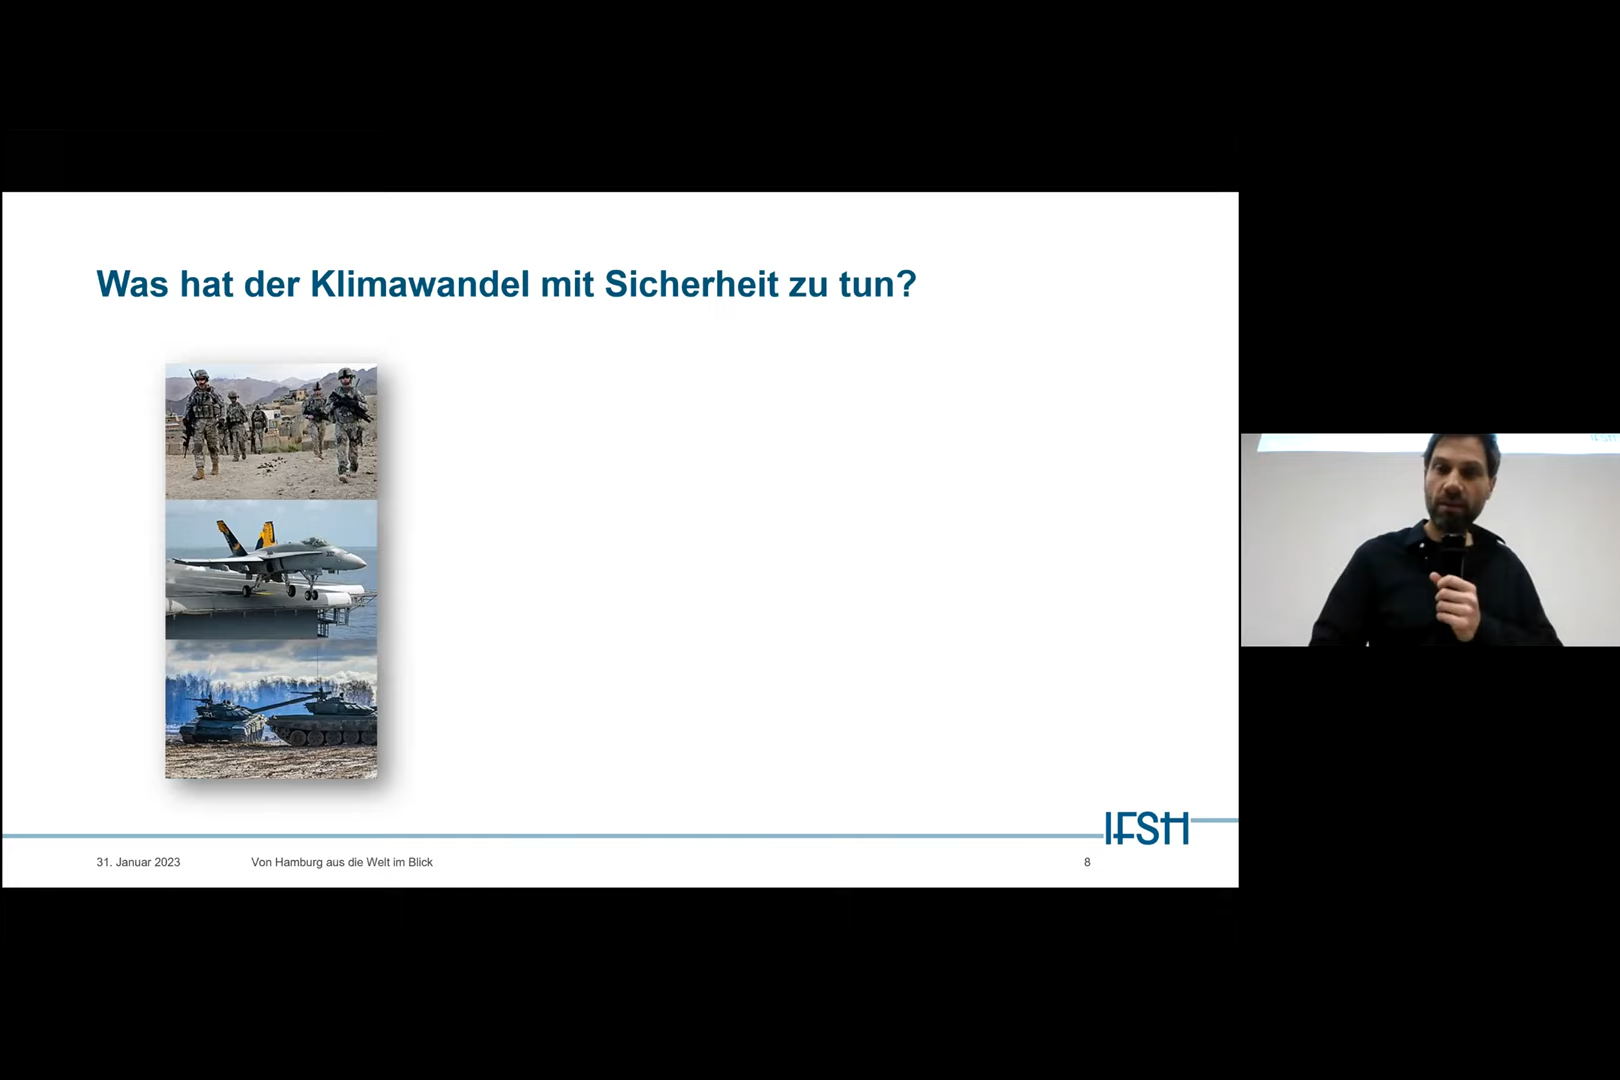 Was hat der Klimawandel mit Sicherheit zu tun?
IFSH
31. Januar 2023
Von Hamburg aus die Welt im Blick
8